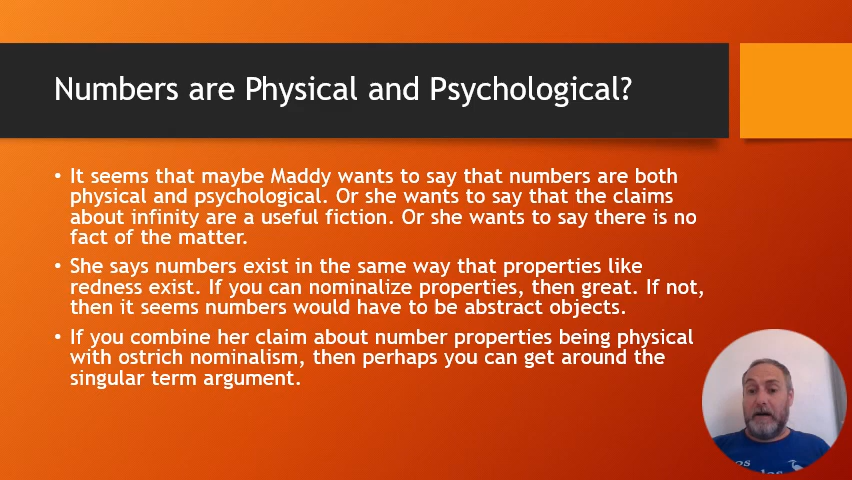 Numbers are Physical and Psychological?
• It seems that maybe Maddy wants to say that numbers are both
physical and psychological. Or she wants to say that the claims
about infinity are a useful fiction. Or she wants to say there is no
fact of the matter.
• She says numbers exist in the same way that properties like
redness exist. If you can nominalize properties, then great. If not,
then it seems numbers would have to be abstract objects.
• If you combine her claim about number properties being physical
with ostrich nominalism, then perhaps you can get around the
singular term argument.